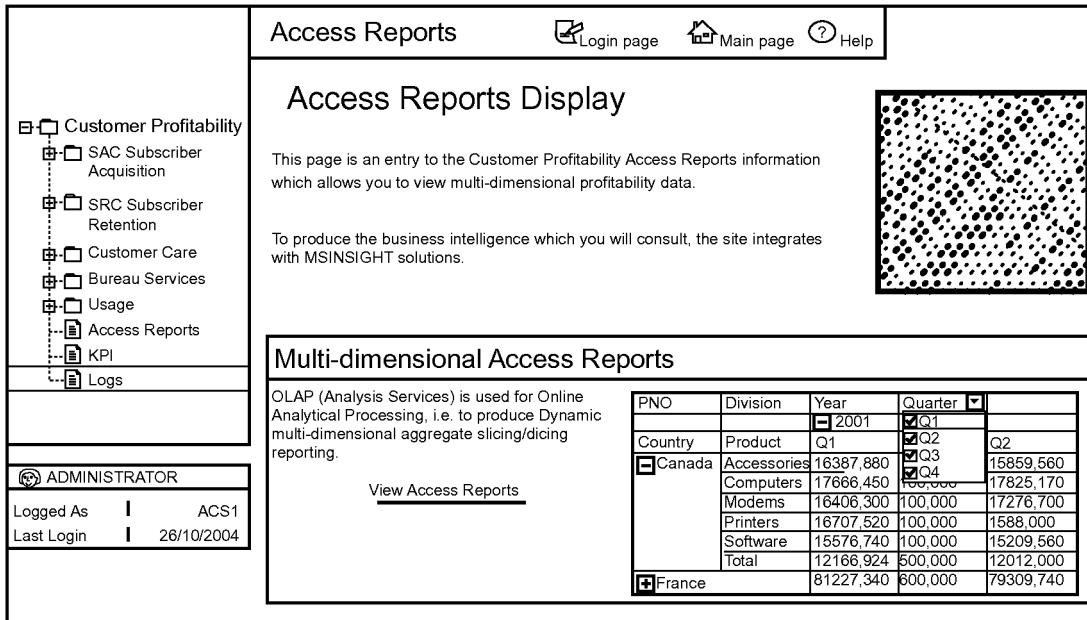 Access Reports
Login page
Main page
? Help
Customer Profitability
SAC Subscriber
Acquisition
SRC Subscriber
Retention
Customer Care
Bureau Services
Usage
Access Reports
KPI
Logs
ADMINISTRATOR
Logged As ACS1
Last Login 26/10/2004
Access Reports Display
This page is an entry to the Customer Profitability Access Reports information
which allows you to view multi-dimensional profitability data.
To produce the business intelligence which you will consult, the site integrates
with MSINSIGHT solutions.
Multi-dimensional Access Reports
OLAP (Analysis Services) is used for Online
Analytical Processing, i.e. to produce Dynamic
multi-dimensional aggregate slicing/dicing
reporting.
View Access Reports
PNO Division Year Quarter
2001 Q1
Q2
Q3
Q4
Country Product Q1 Q2
Canada Accessories 16387,880 15859,560
Computers 17666,450 17825,170
Modems 16406,300 100,000 17276,700
Printers 16707,520 100,000 1588,000
Software 15576,740 100,000 15209,560
Total 12166,924 500,000 12012,000
France 81227,340 600,000 79309,740